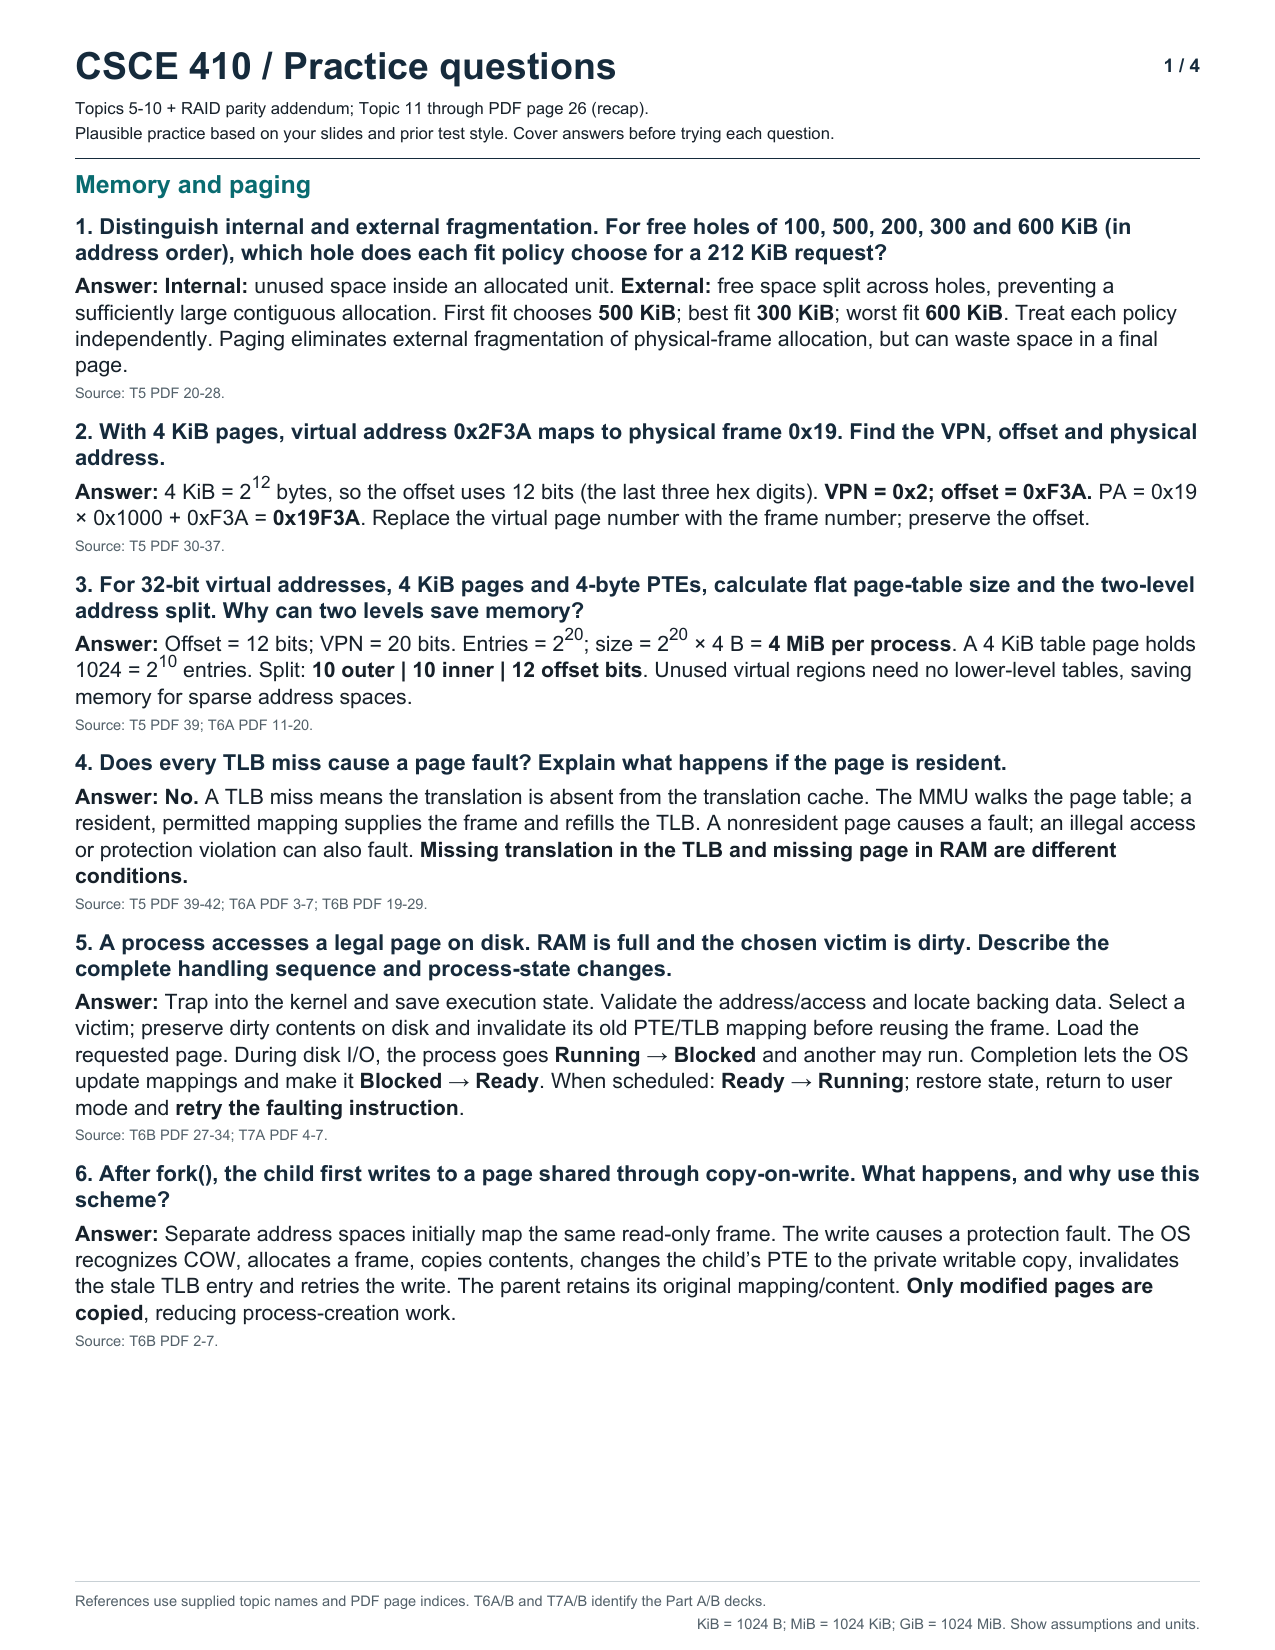 CSCE 410 / Practice questions
1 / 4
Topics 5-10 + RAID parity addendum; Topic 11 through PDF page 26 (recap).
Plausible practice based on your slides and prior test style. Cover answers before trying each question.
Memory and paging
1. Distinguish internal and external fragmentation. For free holes of 100, 500, 200, 300 and 600 KiB (in
address order), which hole does each fit policy choose for a 212 KiB request?
Answer: Internal: unused space inside an allocated unit. External: free space split across holes, preventing a
sufficiently large contiguous allocation. First fit chooses 500 KiB; best fit 300 KiB; worst fit 600 KiB. Treat each policy
independently. Paging eliminates external fragmentation of physical-frame allocation, but can waste space in a final
page.
Source: T5 PDF 20-28.
2. With 4 KiB pages, virtual address 0x2F3A maps to physical frame 0x19. Find the VPN, offset and physical
address.
Answer: 4 KiB = 2^12 bytes, so the offset uses 12 bits (the last three hex digits). VPN = 0x2; offset = 0xF3A. PA = 0x19
× 0x1000 + 0xF3A = 0x19F3A. Replace the virtual page number with the frame number; preserve the offset.
Source: T5 PDF 30-37.
3. For 32-bit virtual addresses, 4 KiB pages and 4-byte PTEs, calculate flat page-table size and the two-level
address split. Why can two levels save memory?
Answer: Offset = 12 bits; VPN = 20 bits. Entries = 2^20; size = 2^20 × 4 B = 4 MiB per process. A 4 KiB table page holds
1024 = 2^10 entries. Split: 10 outer | 10 inner | 12 offset bits. Unused virtual regions need no lower-level tables, saving
memory for sparse address spaces.
Source: T5 PDF 39; T6A PDF 11-20.
4. Does every TLB miss cause a page fault? Explain what happens if the page is resident.
Answer: No. A TLB miss means the translation is absent from the translation cache. The MMU walks the page table; a
resident, permitted mapping supplies the frame and refills the TLB. A nonresident page causes a fault; an illegal access
or protection violation can also fault. Missing translation in the TLB and missing page in RAM are different
conditions.
Source: T5 PDF 39-42; T6A PDF 3-7; T6B PDF 19-29.
5. A process accesses a legal page on disk. RAM is full and the chosen victim is dirty. Describe the
complete handling sequence and process-state changes.
Answer: Trap into the kernel and save execution state. Validate the address/access and locate backing data. Select a
victim; preserve dirty contents on disk and invalidate its old PTE/TLB mapping before reusing the frame. Load the
requested page. During disk I/O, the process goes Running → Blocked and another may run. Completion lets the OS
update mappings and make it Blocked → Ready. When scheduled: Ready → Running; restore state, return to user
mode and retry the faulting instruction.
Source: T6B PDF 27-34; T7A PDF 4-7.
6. After fork(), the child first writes to a page shared through copy-on-write. What happens, and why use this
scheme?
Answer: Separate address spaces initially map the same read-only frame. The write causes a protection fault. The OS
recognizes COW, allocates a frame, copies contents, changes the child’s PTE to the private writable copy, invalidates
the stale TLB entry and retries the write. The parent retains its original mapping/content. Only modified pages are
copied, reducing process-creation work.
Source: T6B PDF 2-7.
References use supplied topic names and PDF page indices. T6A/B and T7A/B identify the Part A/B decks.
KiB = 1024 B; MiB = 1024 KiB; GiB = 1024 MiB. Show assumptions and units.